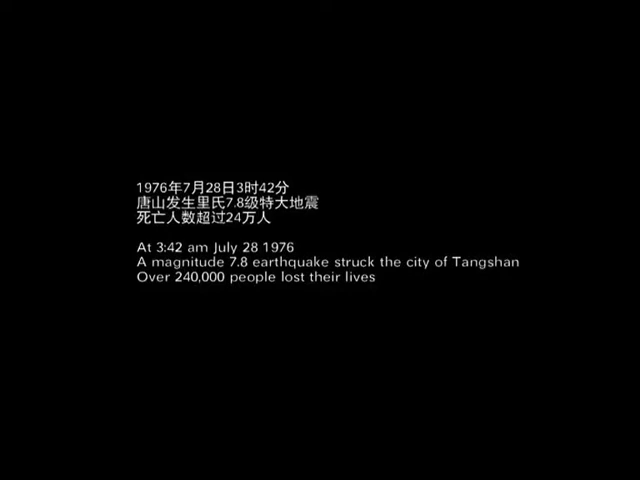 1976年7月28日3时42分
唐山发生里氏7.8级特大地震
死亡人数超过24万人
At 3:42 am July 28 1976
A magnitude 7.8 earthquake struck the city of Tangshan
Over 240,000 people lost their lives